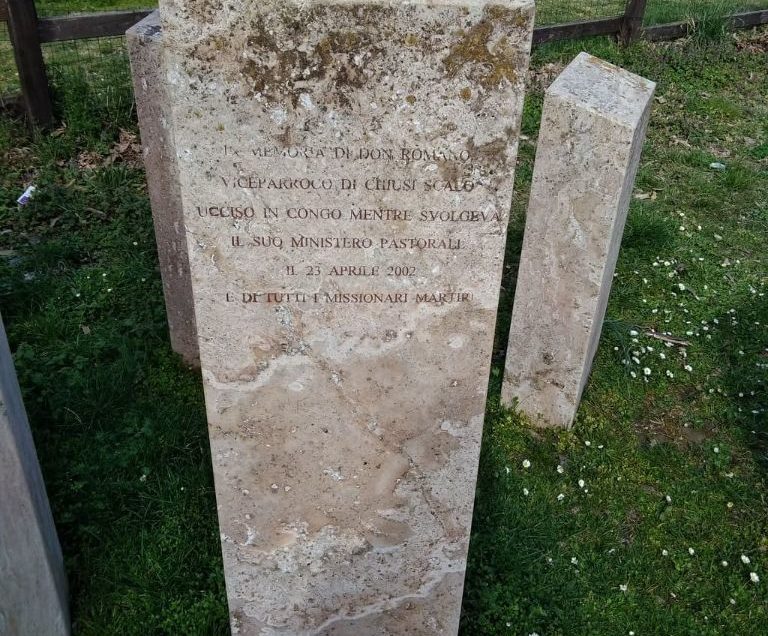 IN MEMORIA DI DON ROMANO
VICEPARROCO DI CHIUSI SCALO
UCCISO IN CONGO MENTRE SVOLGEVA
IL SUO MINISTERO PASTORALE
IL 23 APRILE 2002
E DI TUTTI I MISSIONARI MARTIRI